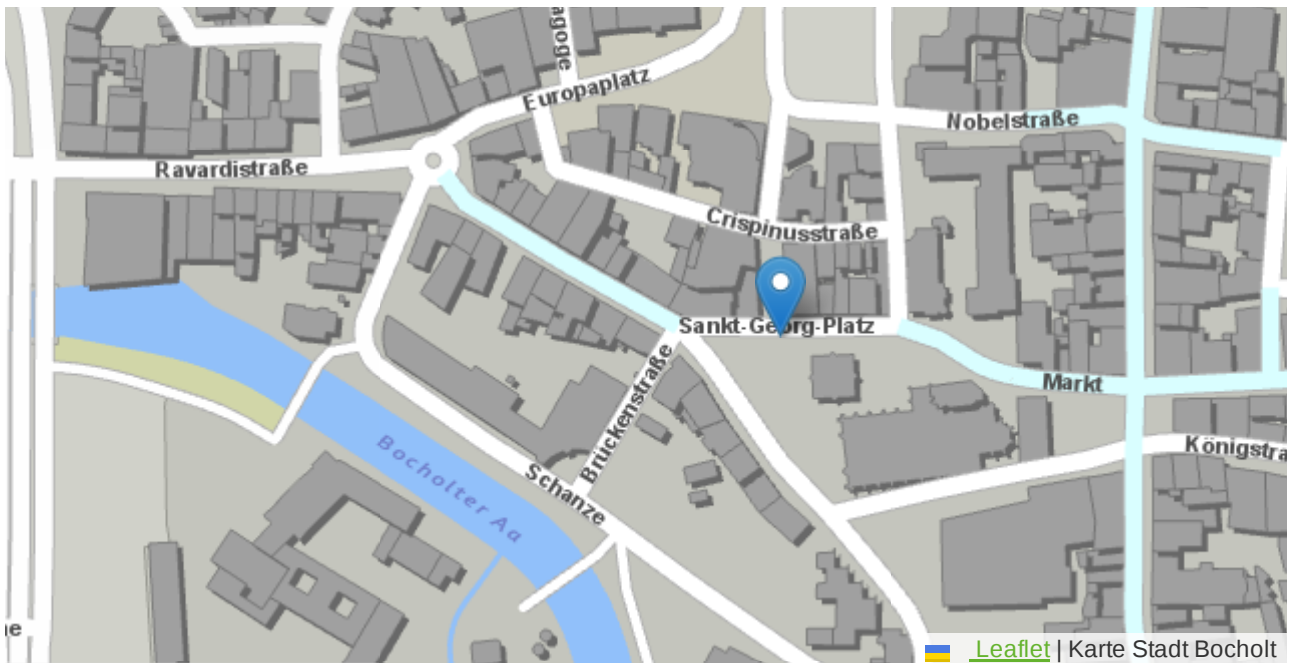 agoge
Europaplatz
Nobelstraße
Ravardistraße
Crispinusstraße
Sankt-Georg-Platz
Brückenstraße
Markt
Königstra
Bocholter Aa
Schanze
Leaflet | Karte Stadt Bocholt